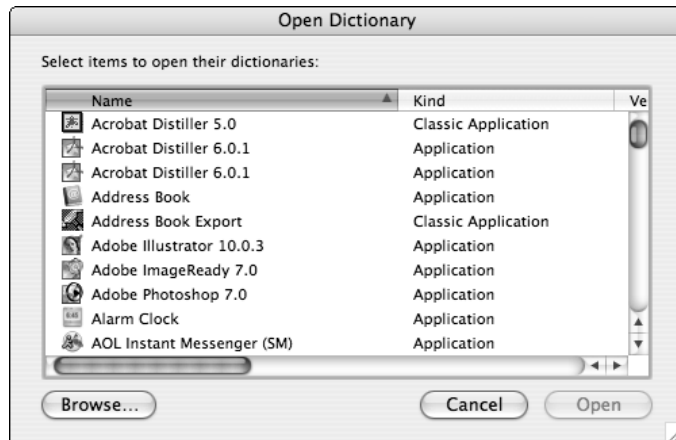 Open Dictionary
Select items to open their dictionaries:
Name Kind Ve
Acrobat Distiller 5.0 Classic Application
Acrobat Distiller 6.0.1 Application
Acrobat Distiller 6.0.1 Application
Address Book Application
Address Book Export Classic Application
Adobe Illustrator 10.0.3 Application
Adobe ImageReady 7.0 Application
Adobe Photoshop 7.0 Application
Alarm Clock Application
AOL Instant Messenger (SM) Application
Browse... Cancel Open